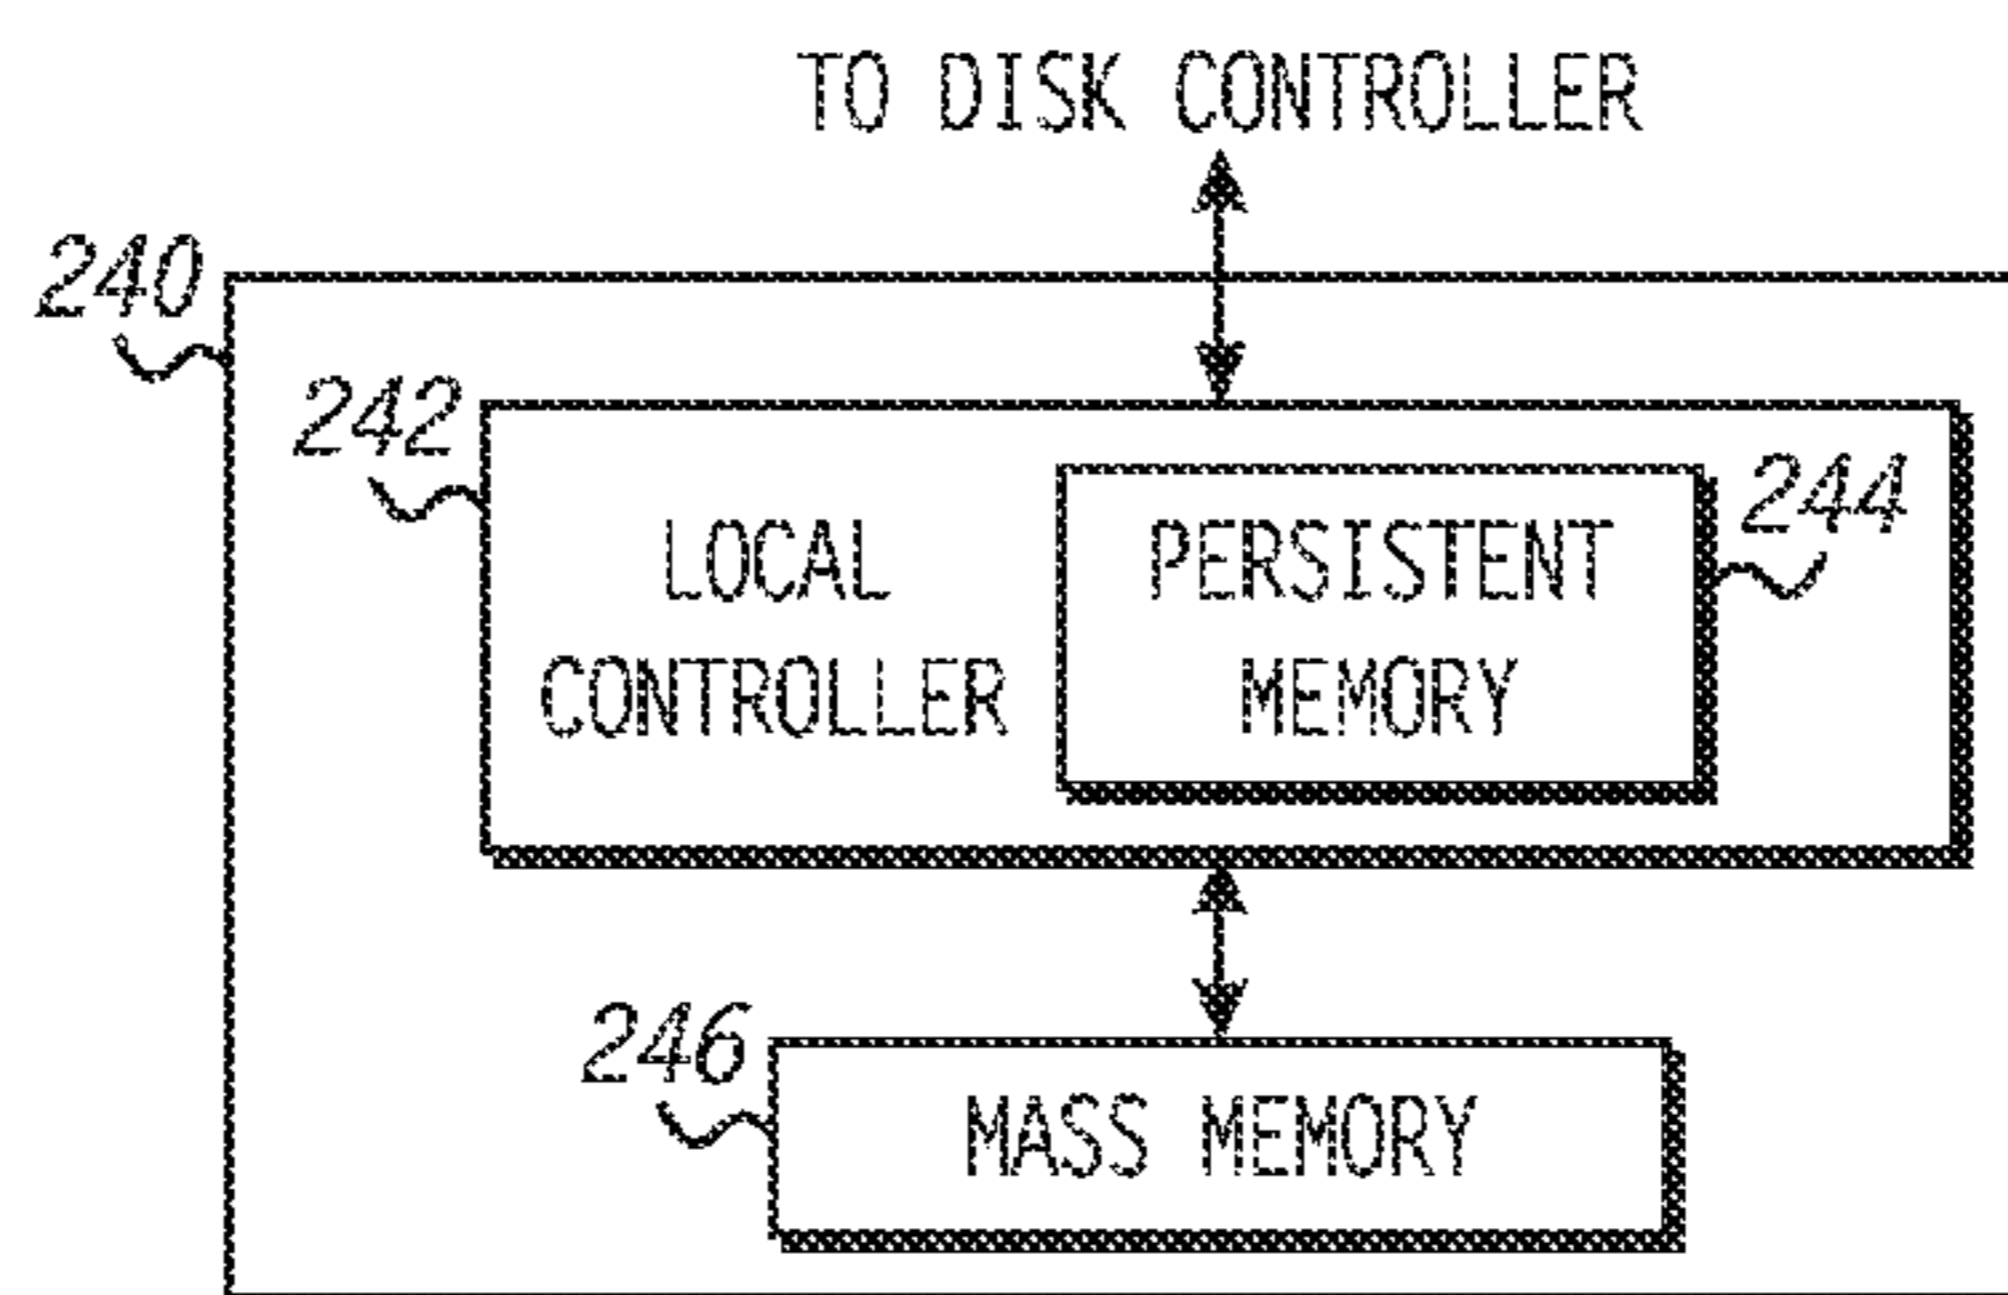 TO DISK CONTROLLER
240
242
244
LOCAL
CONTROLLER
PERSISTENT
MEMORY
246
MASS MEMORY